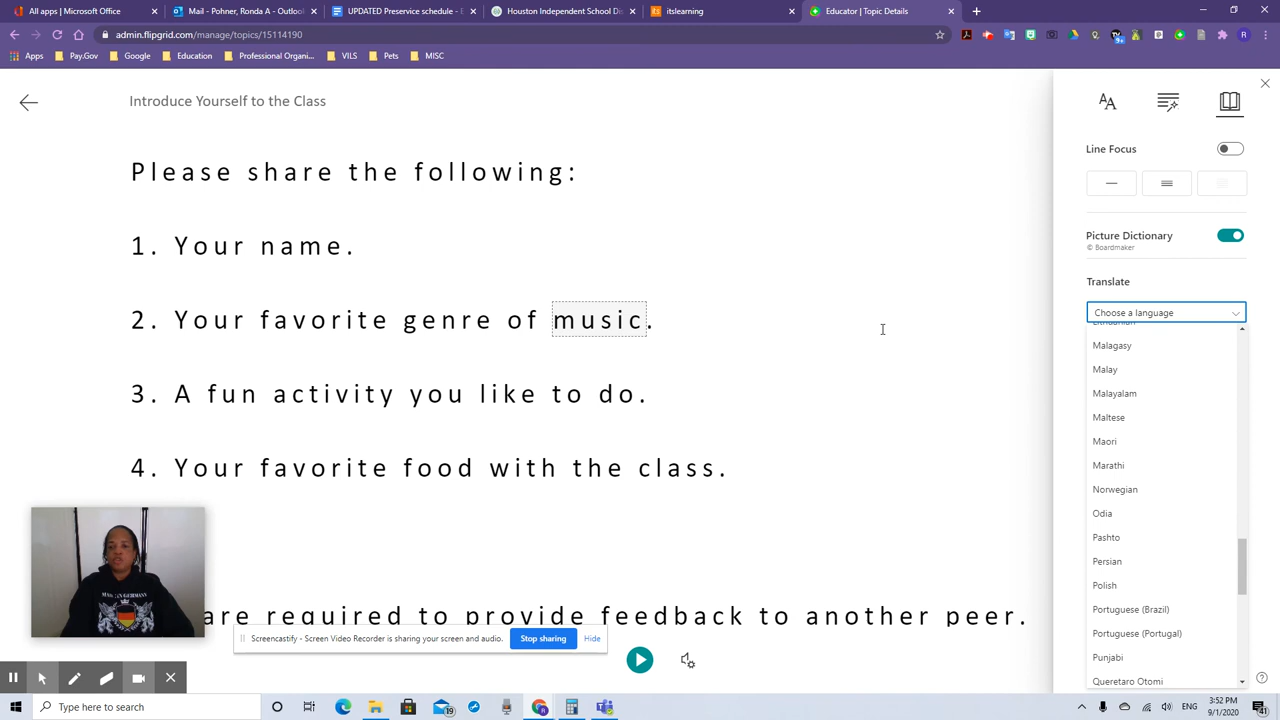 All apps | Microsoft Office
Mail - Pohner, Ronda A - Outlool
UPDATED Preservice schedule - E
Houston Independent School Dis
itslearning
Educator | Topic Details
admin.flipgrid.com/manage/topics/15114190
Apps
Pay.Gov
Google
Education
Professional Organi...
VILS
Pets
MISC
Introduce Yourself to the Class
Please share the following:
1. Your name.
2. Your favorite genre of music.
3. A fun activity you like to do.
4. Your favorite food with the class.
are required to provide feedback to another peer.
Line Focus
Picture Dictionary
© Boardmaker
Translate
Choose a language
Lithuanian
Malagasy
Malay
Malayalam
Maltese
Maori
Marathi
Norwegian
Odia
Pashto
Persian
Polish
Portuguese (Brazil)
Portuguese (Portugal)
Punjabi
Queretaro Otomi
Screencastify - Screen Video Recorder is sharing your screen and audio.
Stop sharing
Hide
Type here to search
3:52 PM
9/1/2020